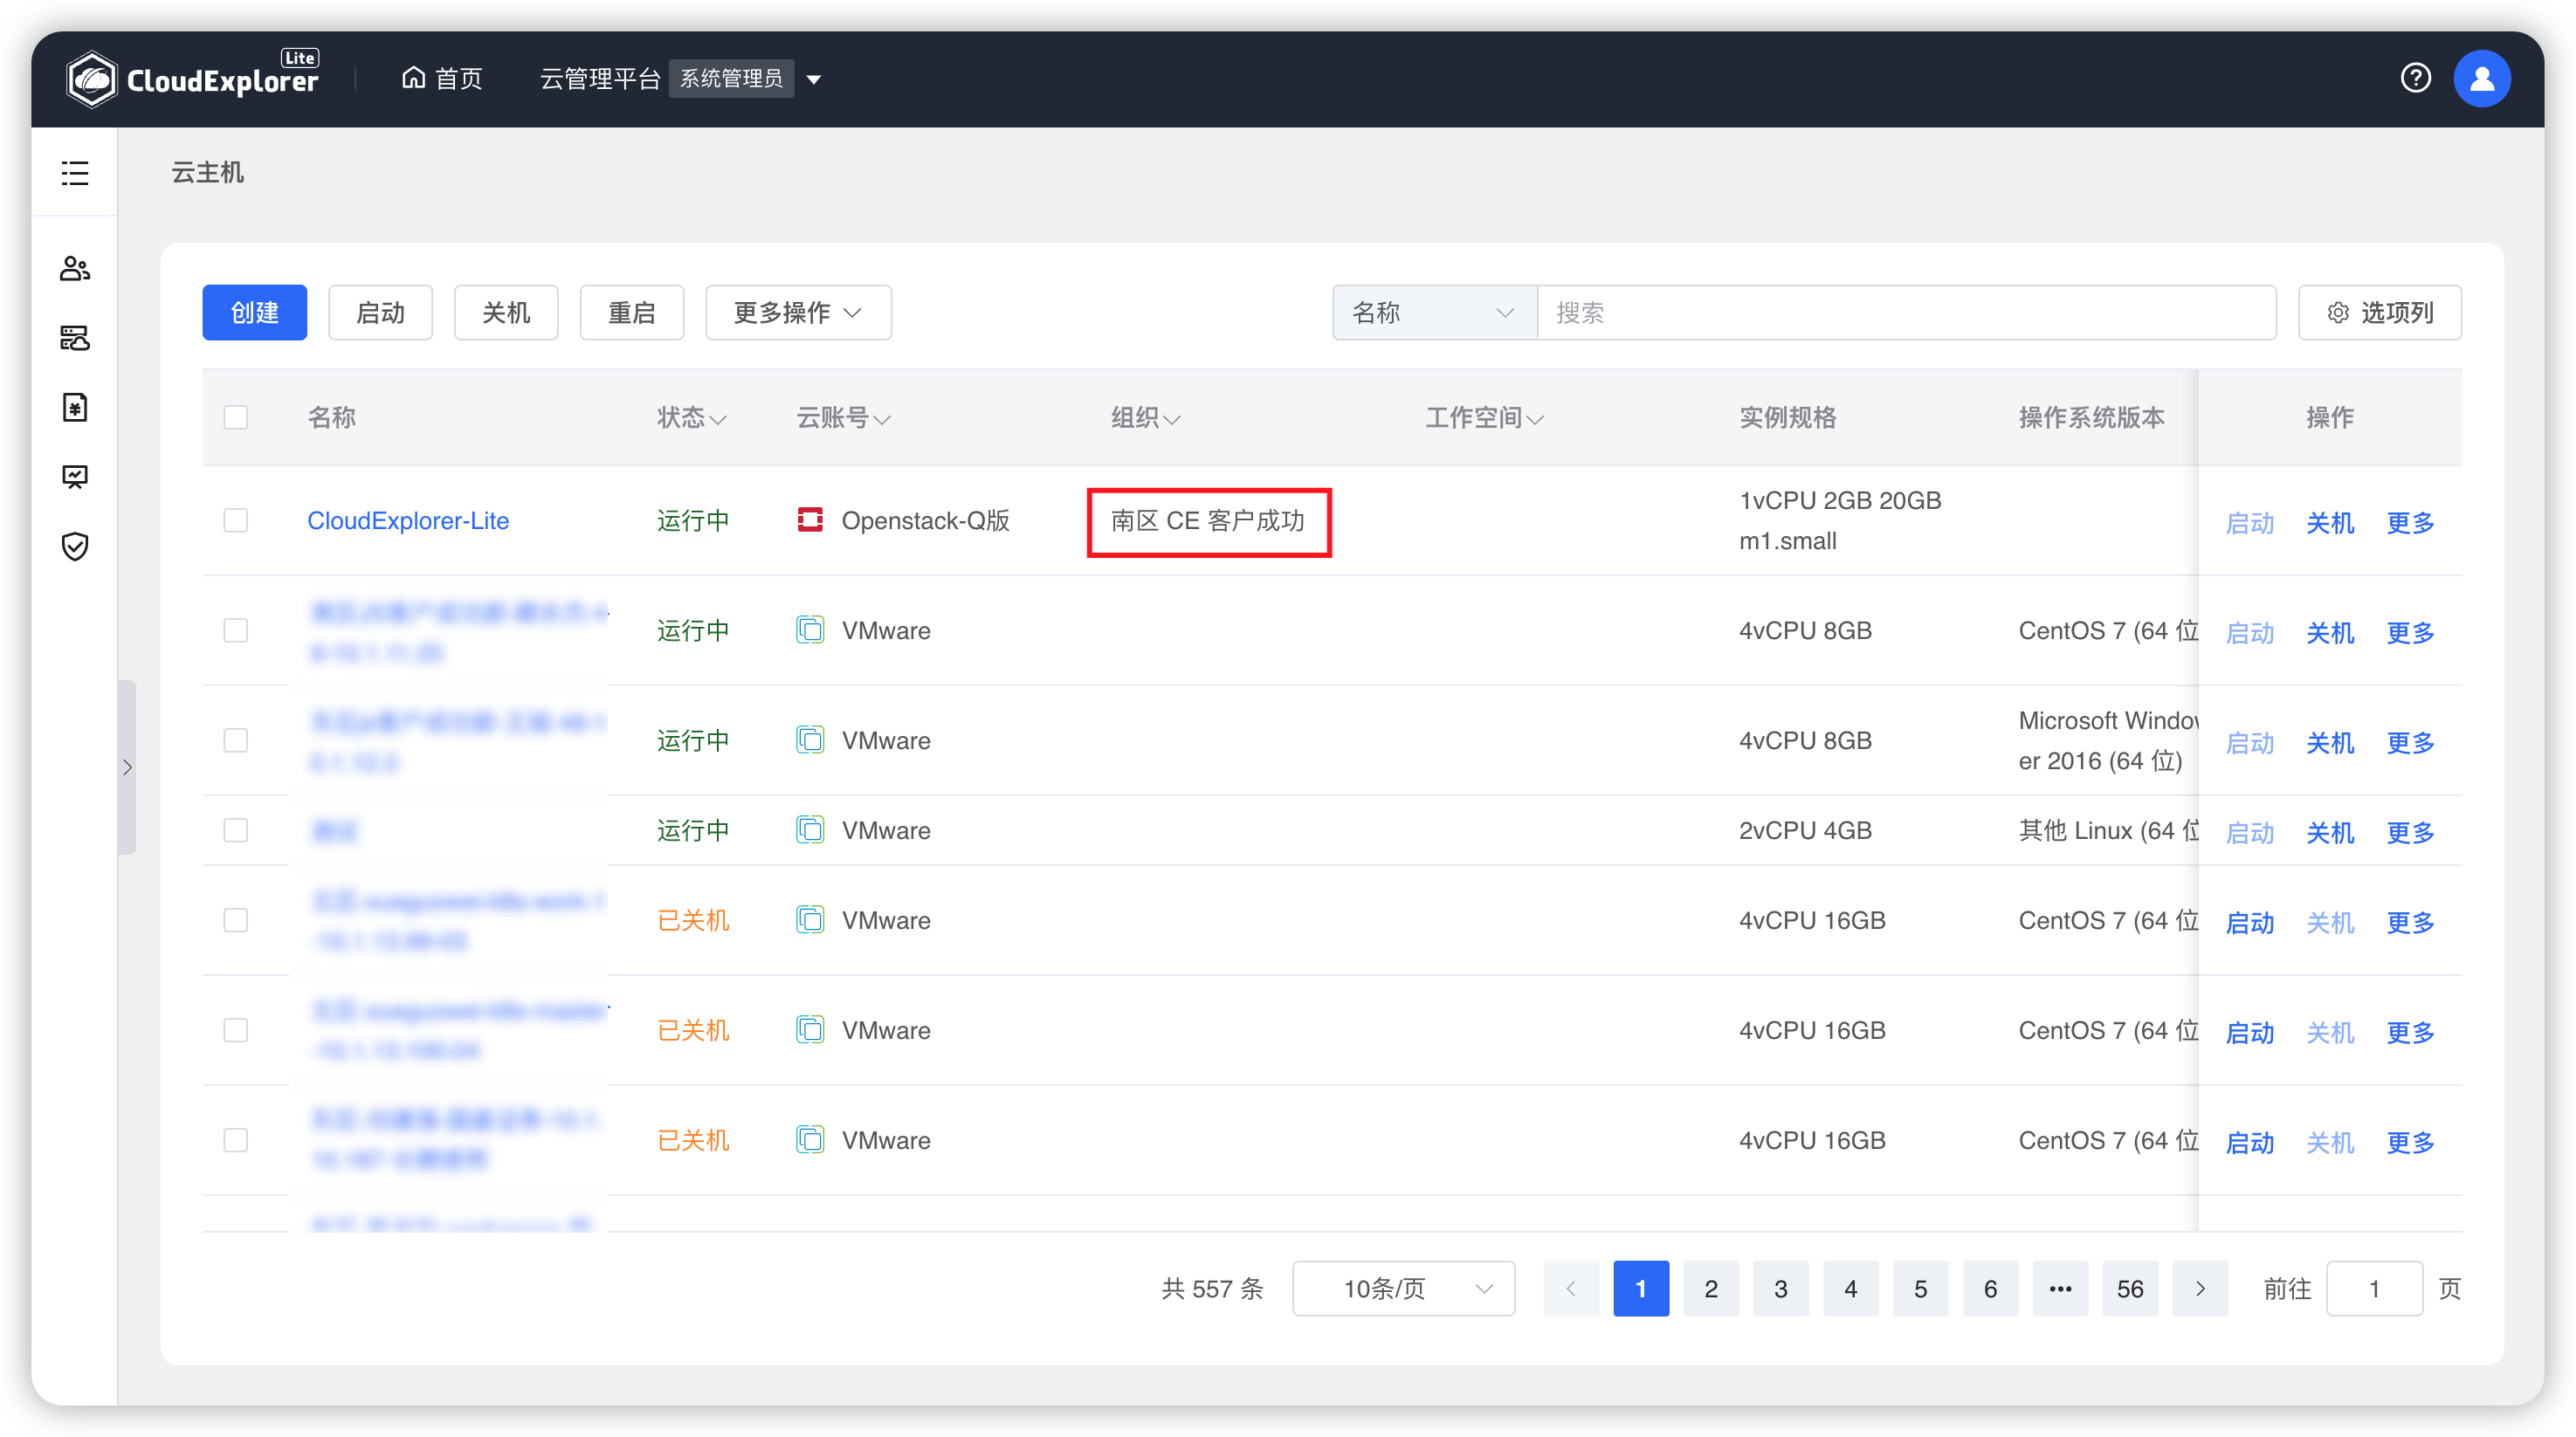 CloudExplorer Lite
首页
云管理平台 系统管理员
云主机
创建 启动 关机 重启 更多操作 名称 搜索 选项列
名称 状态 云账号 组织 工作空间 实例规格 操作系统版本 操作
CloudExplorer-Lite 运行中 Openstack-Q版 南区 CE 客户成功 1vCPU 2GB 20GB
m1.small
启动 关机 更多
运行中 VMware 4vCPU 8GB CentOS 7 (64 位 启动 关机 更多
运行中 VMware 4vCPU 8GB Microsoft Window
er 2016 (64 位)
启动 关机 更多
运行中 VMware 2vCPU 4GB 其他 Linux (64 位 启动 关机 更多
已关机 VMware 4vCPU 16GB CentOS 7 (64 位 启动 关机 更多
已关机 VMware 4vCPU 16GB CentOS 7 (64 位 启动 关机 更多
已关机 VMware 4vCPU 16GB CentOS 7 (64 位 启动 关机 更多
共 557 条 10条/页 1 2 3 4 5 6 ••• 56 前往 1 页